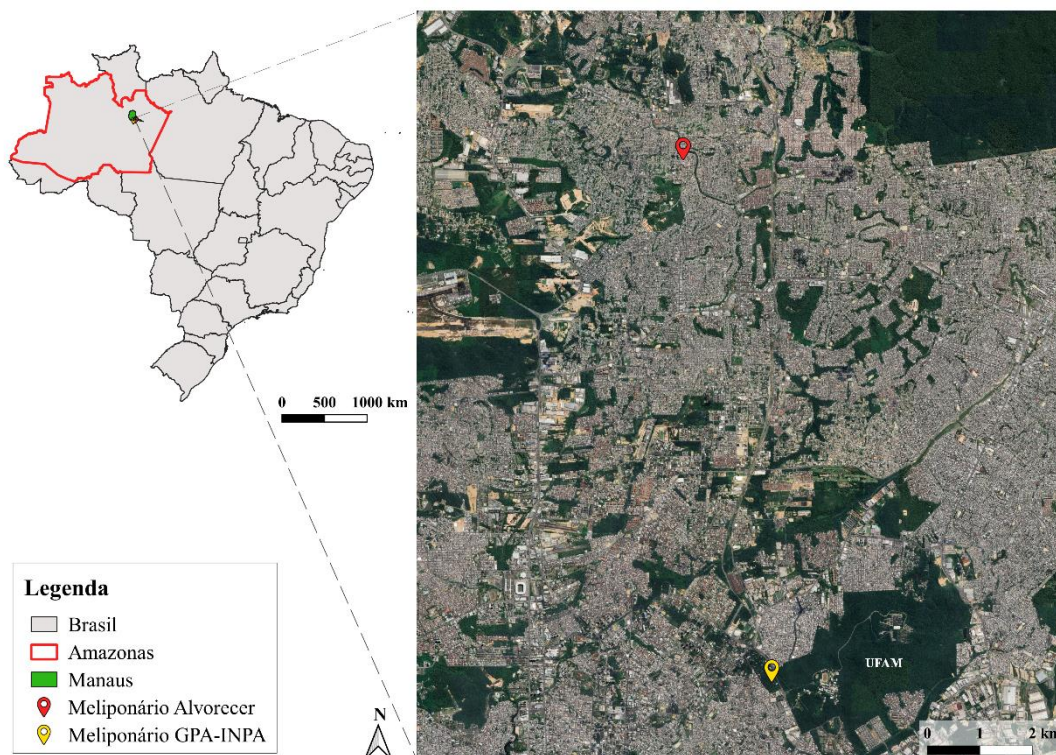 0 500 1000 km
Legenda
Brasil
Amazonas
Manaus
Meliponário Alvorecer
Meliponário GPA-INPA
N
UFAM
0 1 2 km